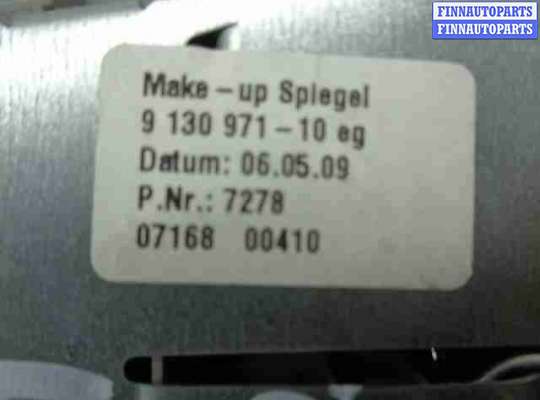 FINNAUTOPARTS
FINNAUTOPARTS
Make-up Spiegel
9 130 971-10 eg
Datum: 06.05.09
P.Nr.: 7278
07168 00410